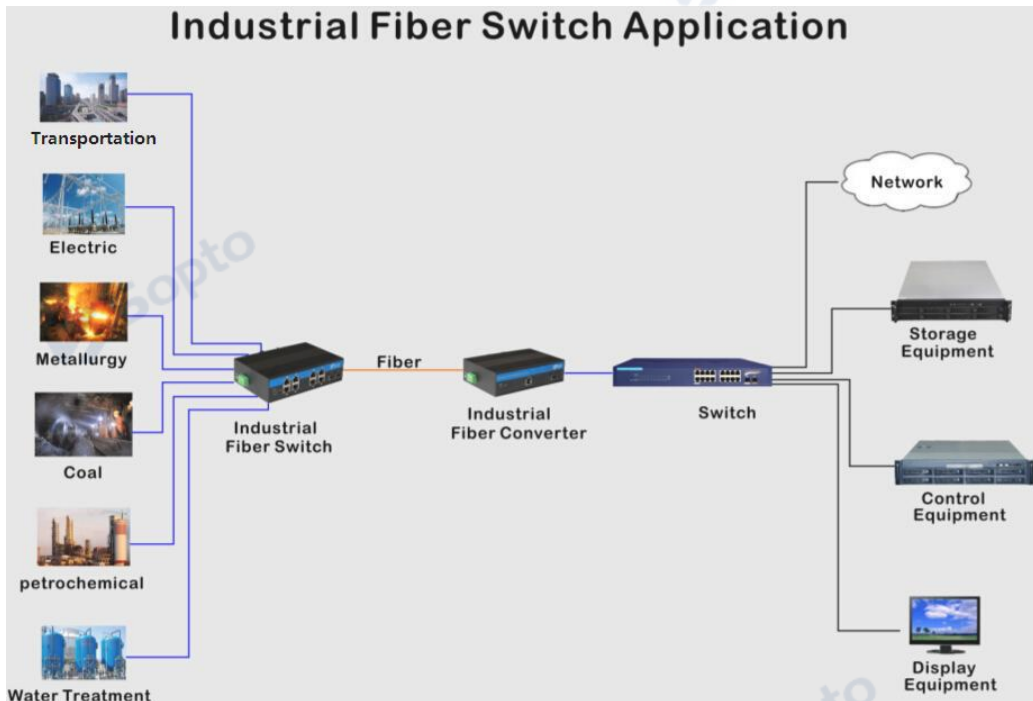 Industrial Fiber Switch Application
Transportation
Electric
Metallurgy
Coal
petrochemical
Water Treatment
Industrial
Fiber Switch
Fiber
Industrial
Fiber Converter
Switch
Network
Storage
Equipment
Control
Equipment
Display
Equipment
Sopto